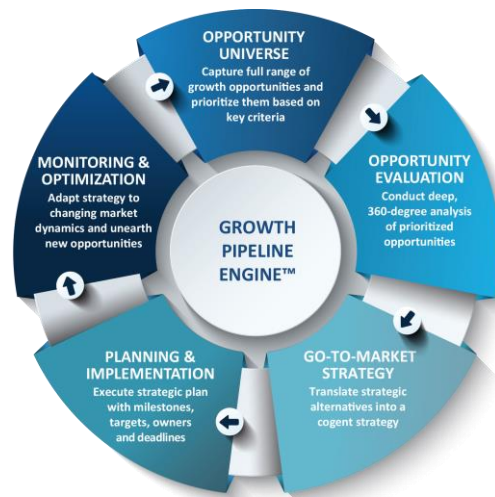 OPPORTUNITY
UNIVERSE
Capture full range of
growth opportunities and
prioritize them based on
key criteria
OPPORTUNITY
EVALUATION
Conduct deep,
360-degree analysis
of prioritized
opportunities
GO-TO-MARKET
STRATEGY
Translate strategic
alternatives into a
cogent strategy
PLANNING &
IMPLEMENTATION
Execute strategic plan
with milestones,
targets, owners
and deadlines
MONITORING &
OPTIMIZATION
Adapt strategy to
changing market
dynamics and unearth
new opportunities
GROWTH
PIPELINE
ENGINE™